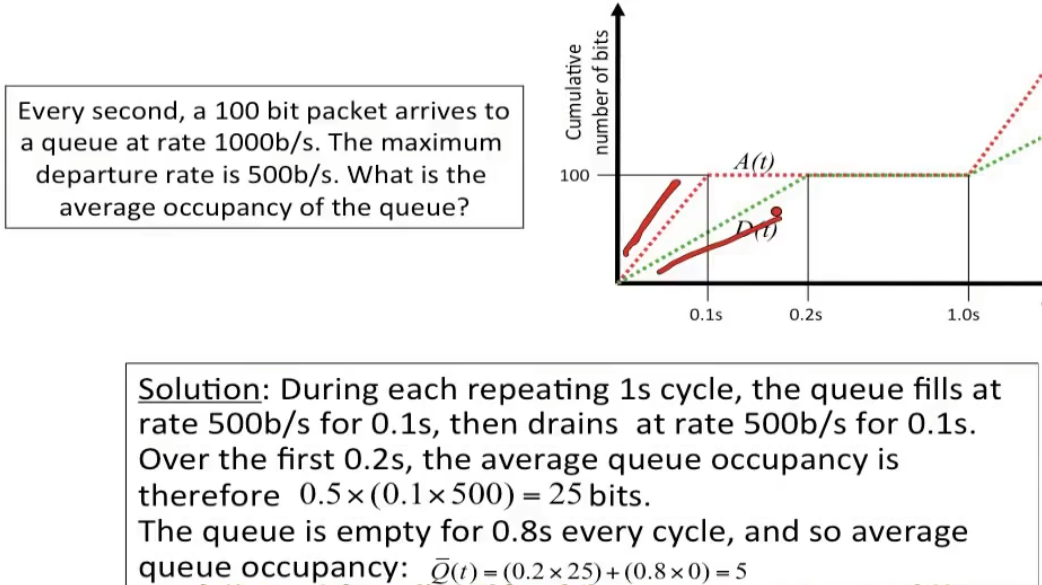 Every second, a 100 bit packet arrives to
a queue at rate 1000b/s. The maximum
departure rate is 500b/s. What is the
average occupancy of the queue?
Cumulative
number of bits
100
A(t)
D(t)
0.1s
0.2s
1.0s
Solution: During each repeating 1s cycle, the queue fills at
rate 500b/s for 0.1s, then drains at rate 500b/s for 0.1s.
Over the first 0.2s, the average queue occupancy is
therefore 0.5×(0.1×500) = 25 bits.
The queue is empty for 0.8s every cycle, and so average
queue occupancy: Q̅(t) = (0.2×25)+(0.8×0) = 5